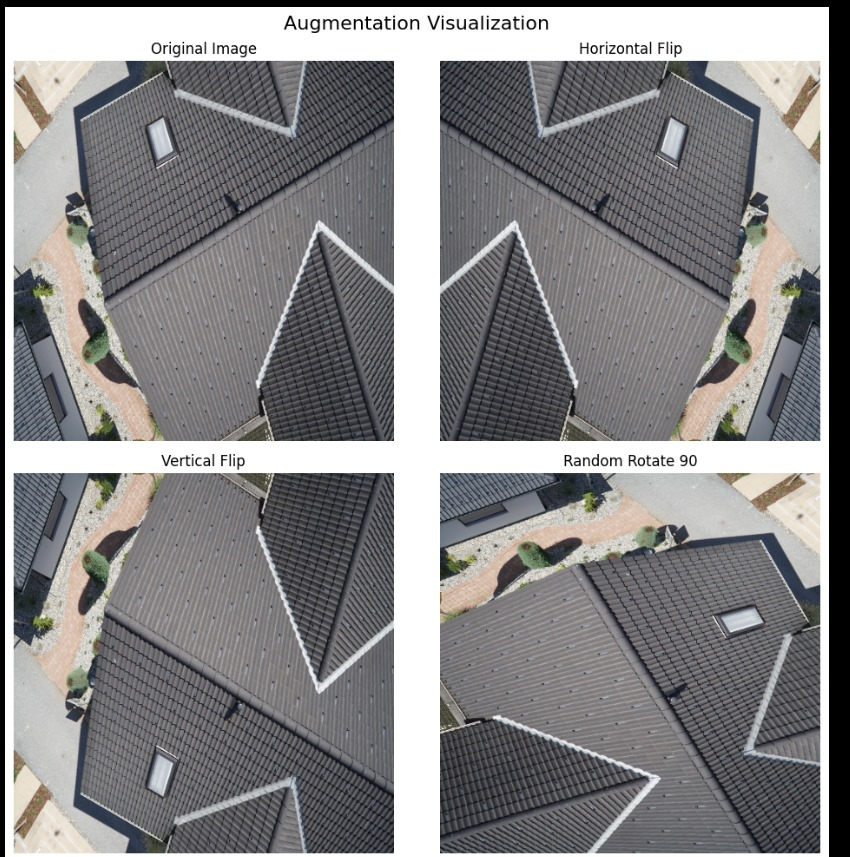 Augmentation Visualization
Original Image
Horizontal Flip
Vertical Flip
Random Rotate 90